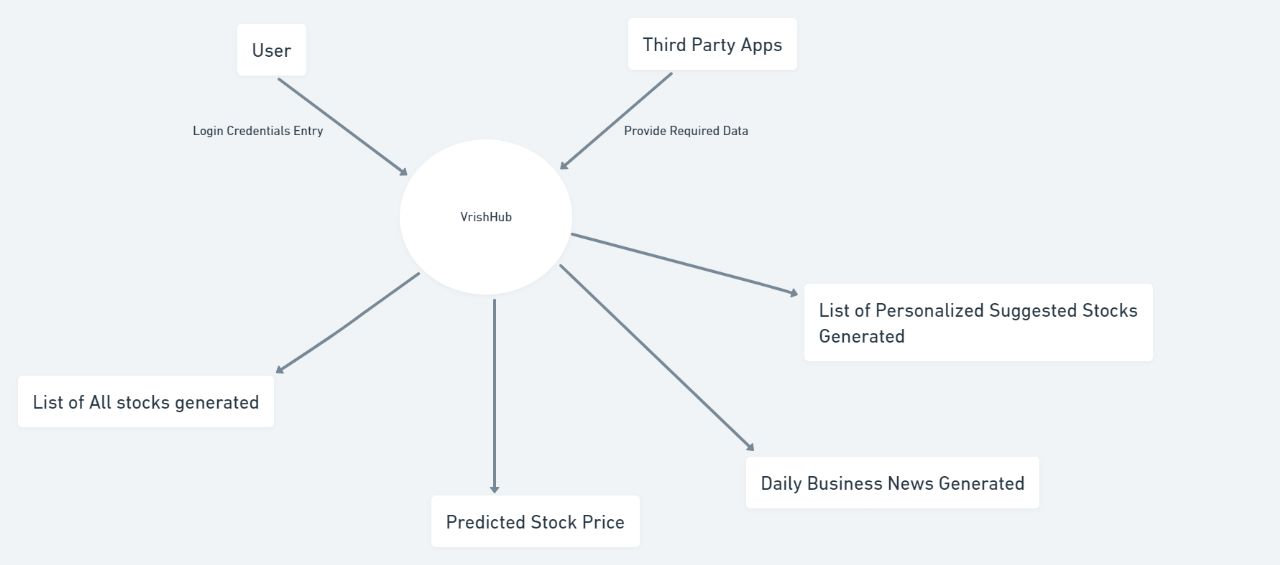 User
Third Party Apps
Login Credentials Entry
Provide Required Data
VrishHub
List of Personalized Suggested Stocks
Generated
List of All stocks generated
Daily Business News Generated
Predicted Stock Price